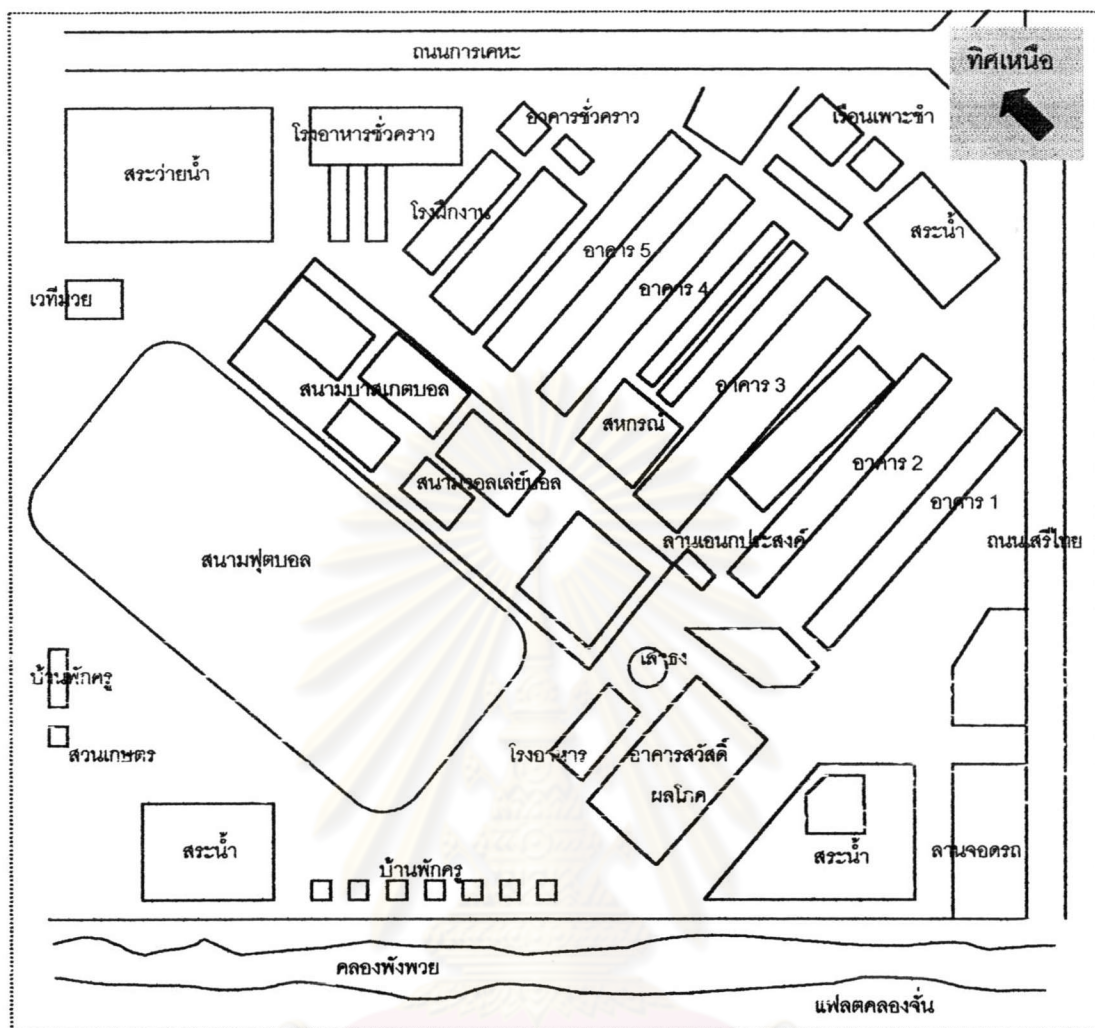 ถนนการเคหะ
ทิศเหนือ
อาคารชั่วคราว
เรือนเพาะชำ
โรงอาหารชั่วคราว
สระว่ายน้ำ
โรงฝึกงาน
สระน้ำ
อาคาร 5
อาคาร 4
เวทีมวย
อาคาร 3
สนามบาสเกตบอล
สหกรณ์
อาคาร 2
สนามวอลเล่ย์บอล
อาคาร 1
ลานเอนกประสงค์
ถนนเสรีไทย
สนามฟุตบอล
เสาธง
บ้านพักครู
สวนเกษตร
โรงอาหาร
อาคารสวัสดิ์
ผลโภค
สระน้ำ
สระน้ำ
ลานจอดรถ
บ้านพักครู
คลองพังพวย
แฟลตคลองจั่น